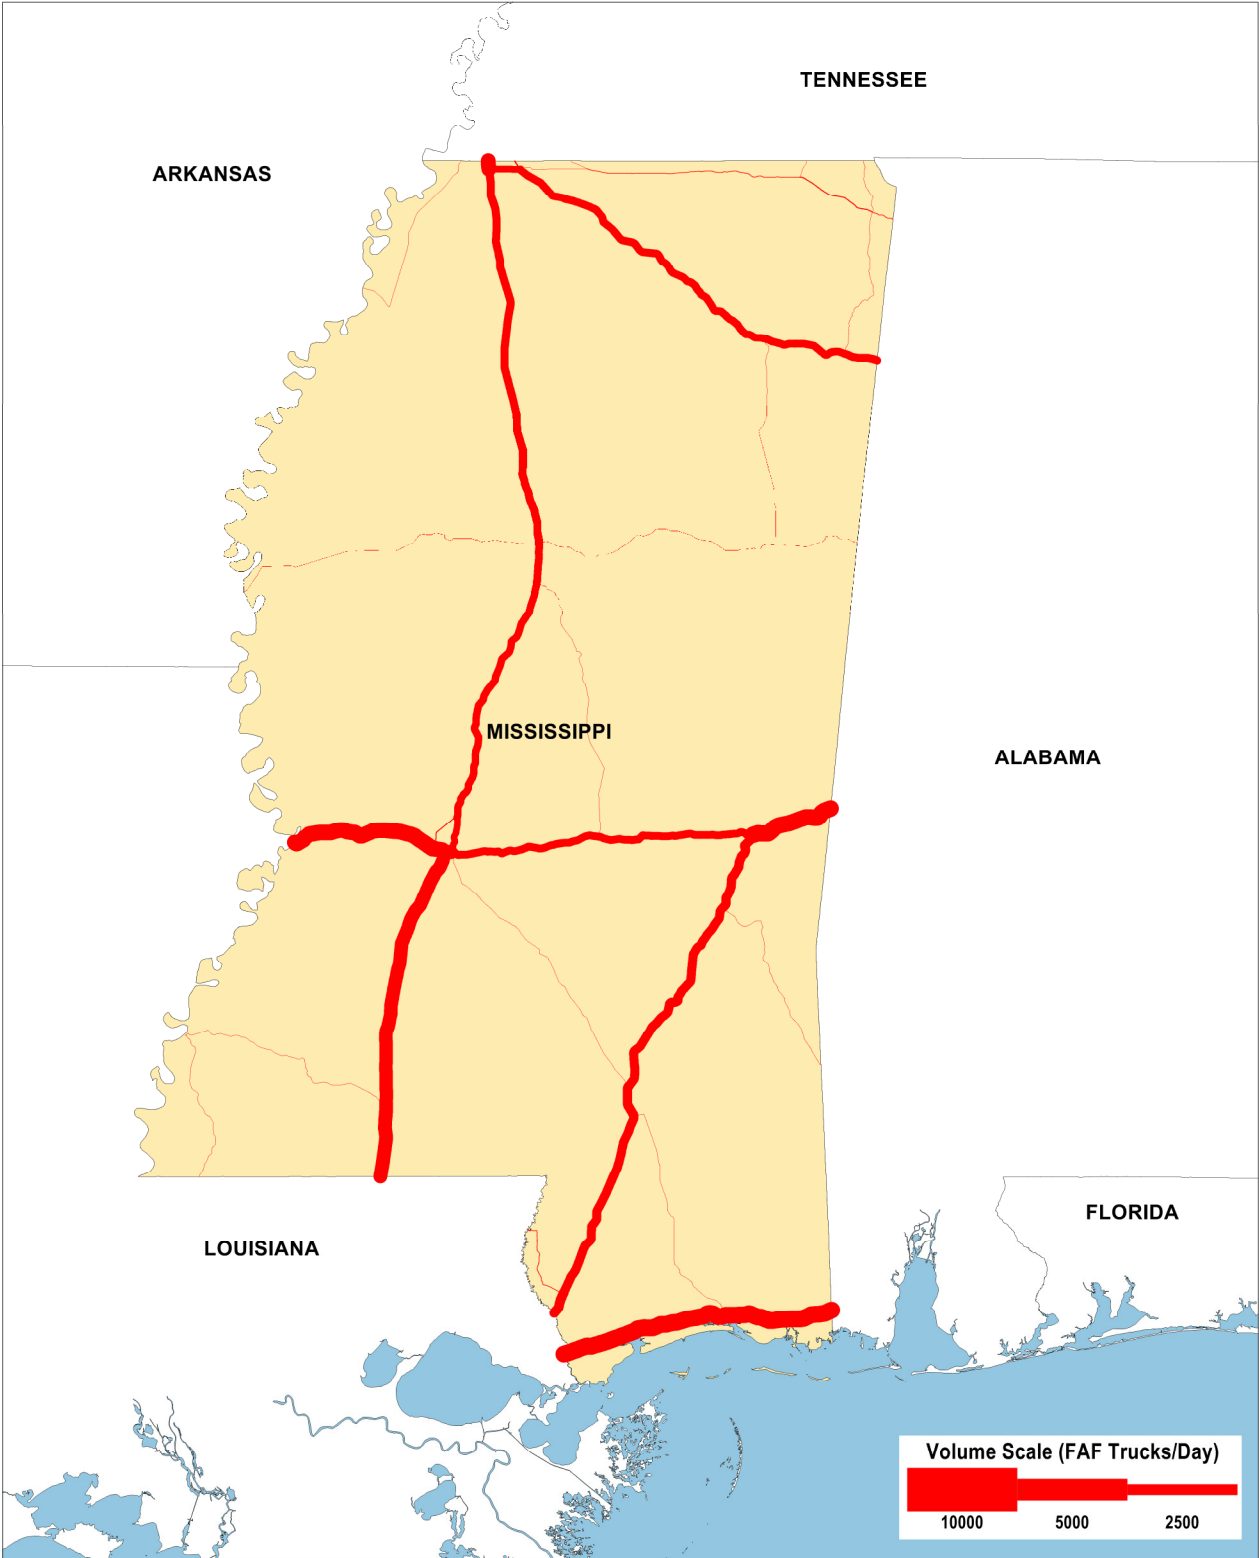 TENNESSEE
ARKANSAS
MISSISSIPPI
ALABAMA
FLORIDA
LOUISIANA
Volume Scale (FAF Trucks/Day)
10000 5000 2500